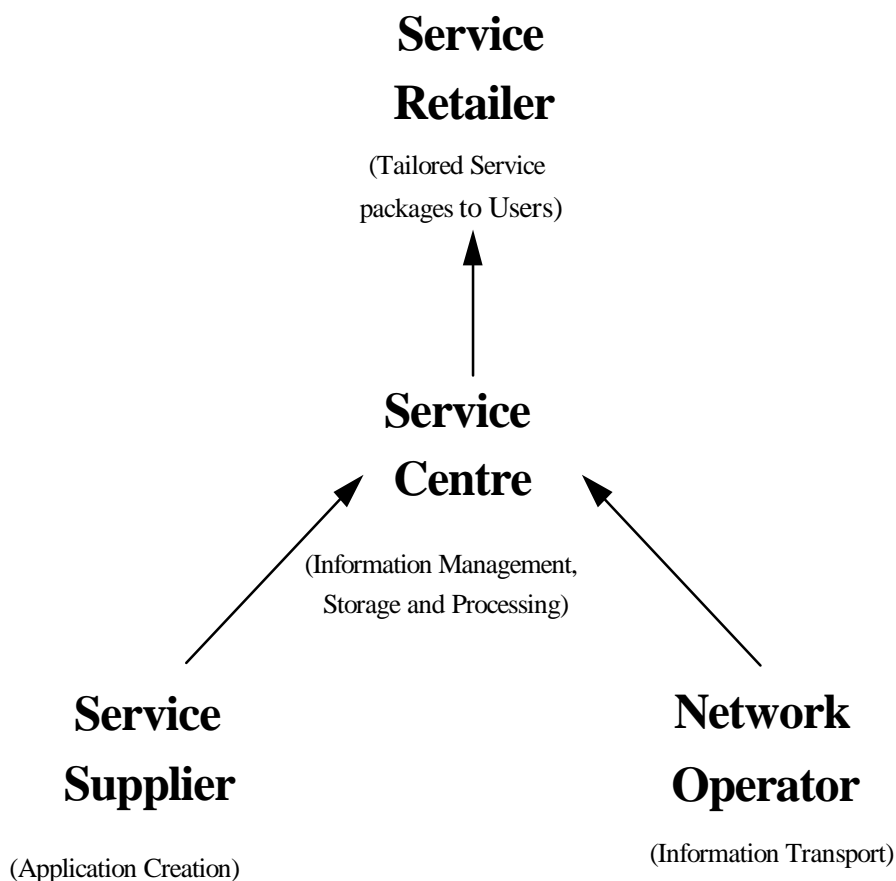 Service
Retailer
(Tailored Service
packages to Users)
Service
Centre
(Information Management,
Storage and Processing)
Service
Supplier
(Application Creation)
Network
Operator
(Information Transport)